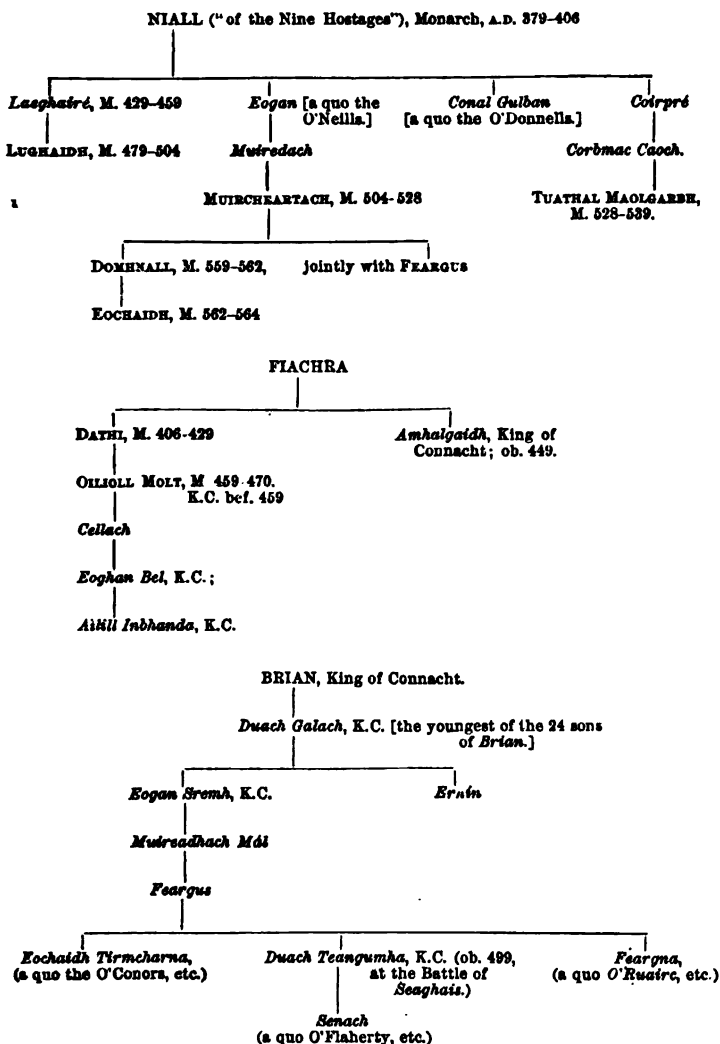 NIALL ("of the Nine Hostages"), Monarch, A.D. 379-406
Laeghairé, M. 429-459 Eogan [a quo the Conal Gulban Coirpré
O'Neills.] [a quo the O'Donnells.]
LUGHAIDH, M. 479-504 Muiredach Corbmac Caoch.
MUIRCHEARTACH, M. 504-528 TUATHAL MAOLGARBH,
M. 528-539.
DOMHNALL, M. 559-562, jointly with FEARGUS
EOCHAIDH, M. 562-564
FIACHRA
DATHI, M. 406-429 Amhalgaidh, King of
Connacht; ob. 449.
OILIOLL MOLT, M 459-470.
K.C. bef. 459
Cellach
Eoghan Bel, K.C.;
Ailill Inbhanda, K.C.
BRIAN, King of Connacht.
Duach Galach, K.C. [the youngest of the 24 sons
of Brian.]
Eogan Sremh, K.C. Ernín
Muireadhach Mál
Feargus
Eochaidh Tirmcharna, Duach Teangumha, K.C. (ob. 499, Feargna,
(a quo the O'Conors, etc.) at the Battle of (a quo O'Ruairc, etc.)
Seaghais.)
Senach
(a quo O'Flaherty, etc.)